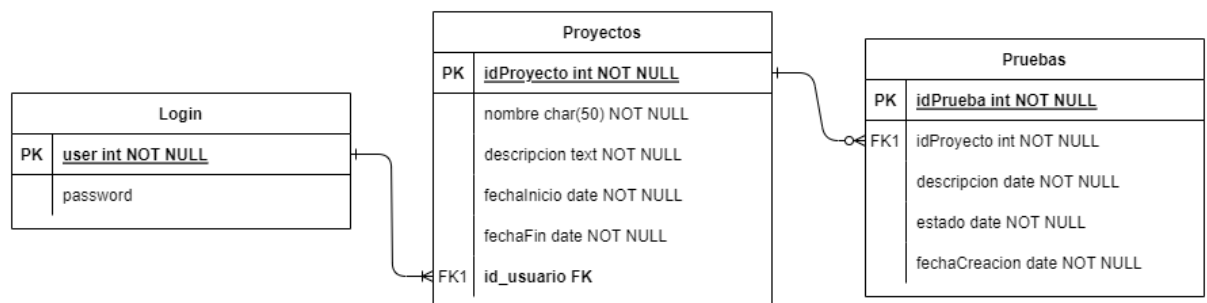 Login
PK user int NOT NULL
password
Proyectos
PK idProyecto int NOT NULL
nombre char(50) NOT NULL
descripcion text NOT NULL
fechaInicio date NOT NULL
fechaFin date NOT NULL
FK1 id_usuario FK
Pruebas
PK idPrueba int NOT NULL
FK1 idProyecto int NOT NULL
descripcion date NOT NULL
estado date NOT NULL
fechaCreacion date NOT NULL